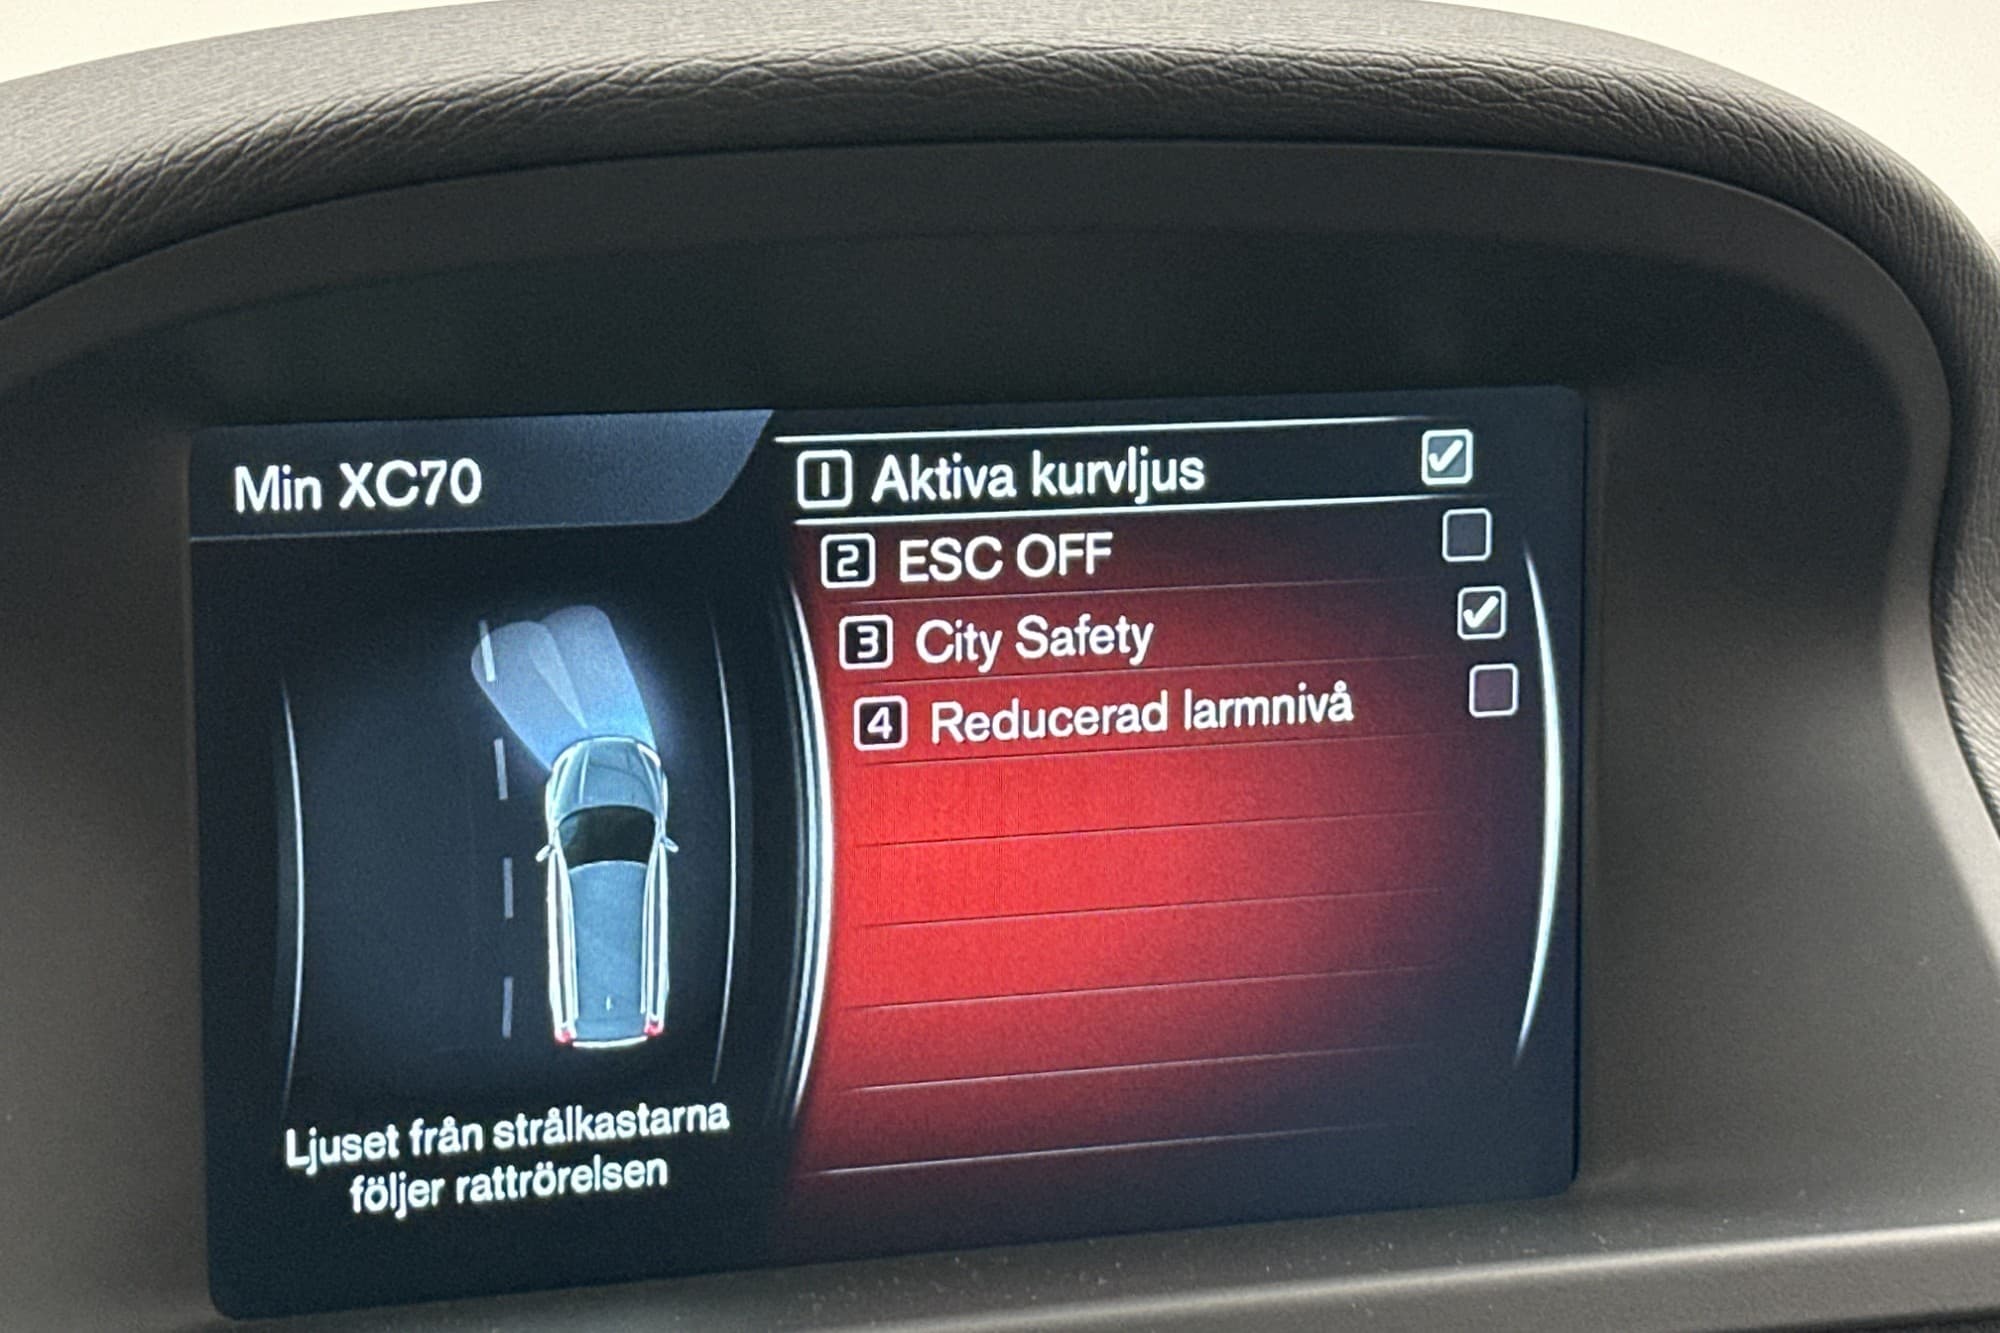 Min XC70
1 Aktiva kurvljus
2 ESC OFF
3 City Safety
4 Reducerad larmnivå
Ljuset från strålkastarna
följer rattrörelsen